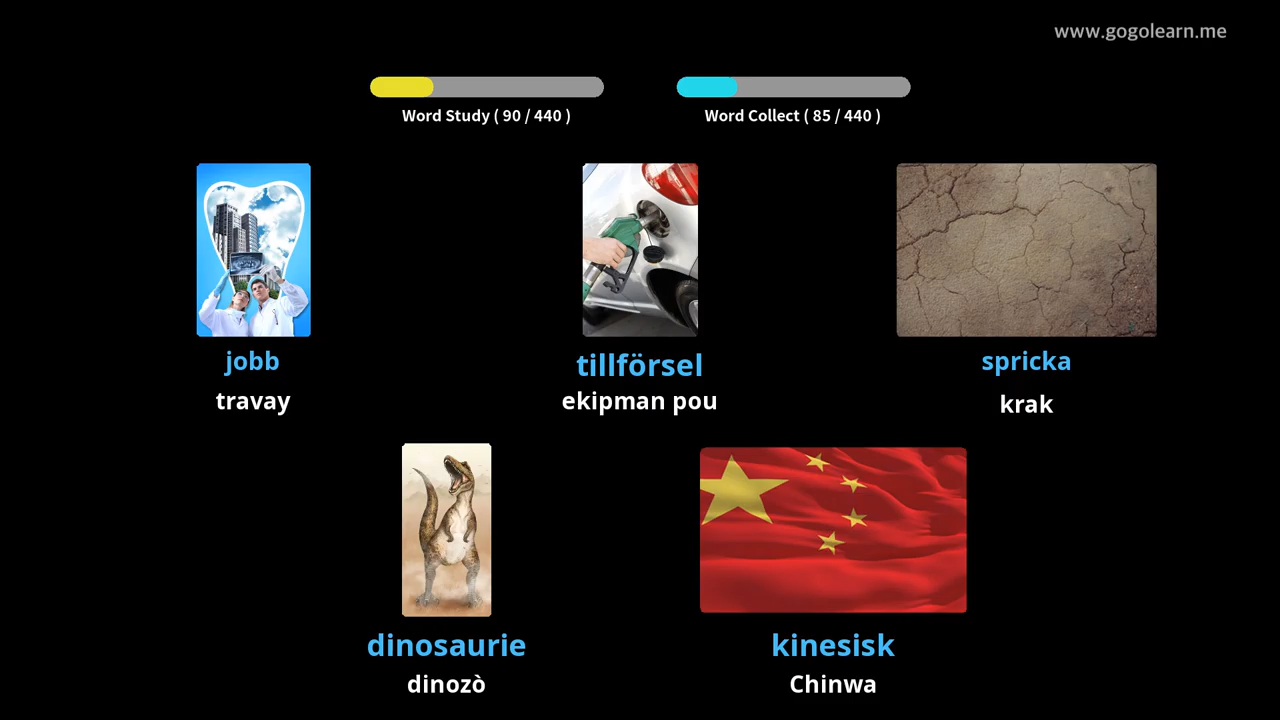 www.gogolearn.me
Word Study ( 90 / 440 )
Word Collect ( 85 / 440 )
jobb
travay
tillförsel
ekipman pou
spricka
krak
dinosaurie
dinozò
kinesisk
Chinwa